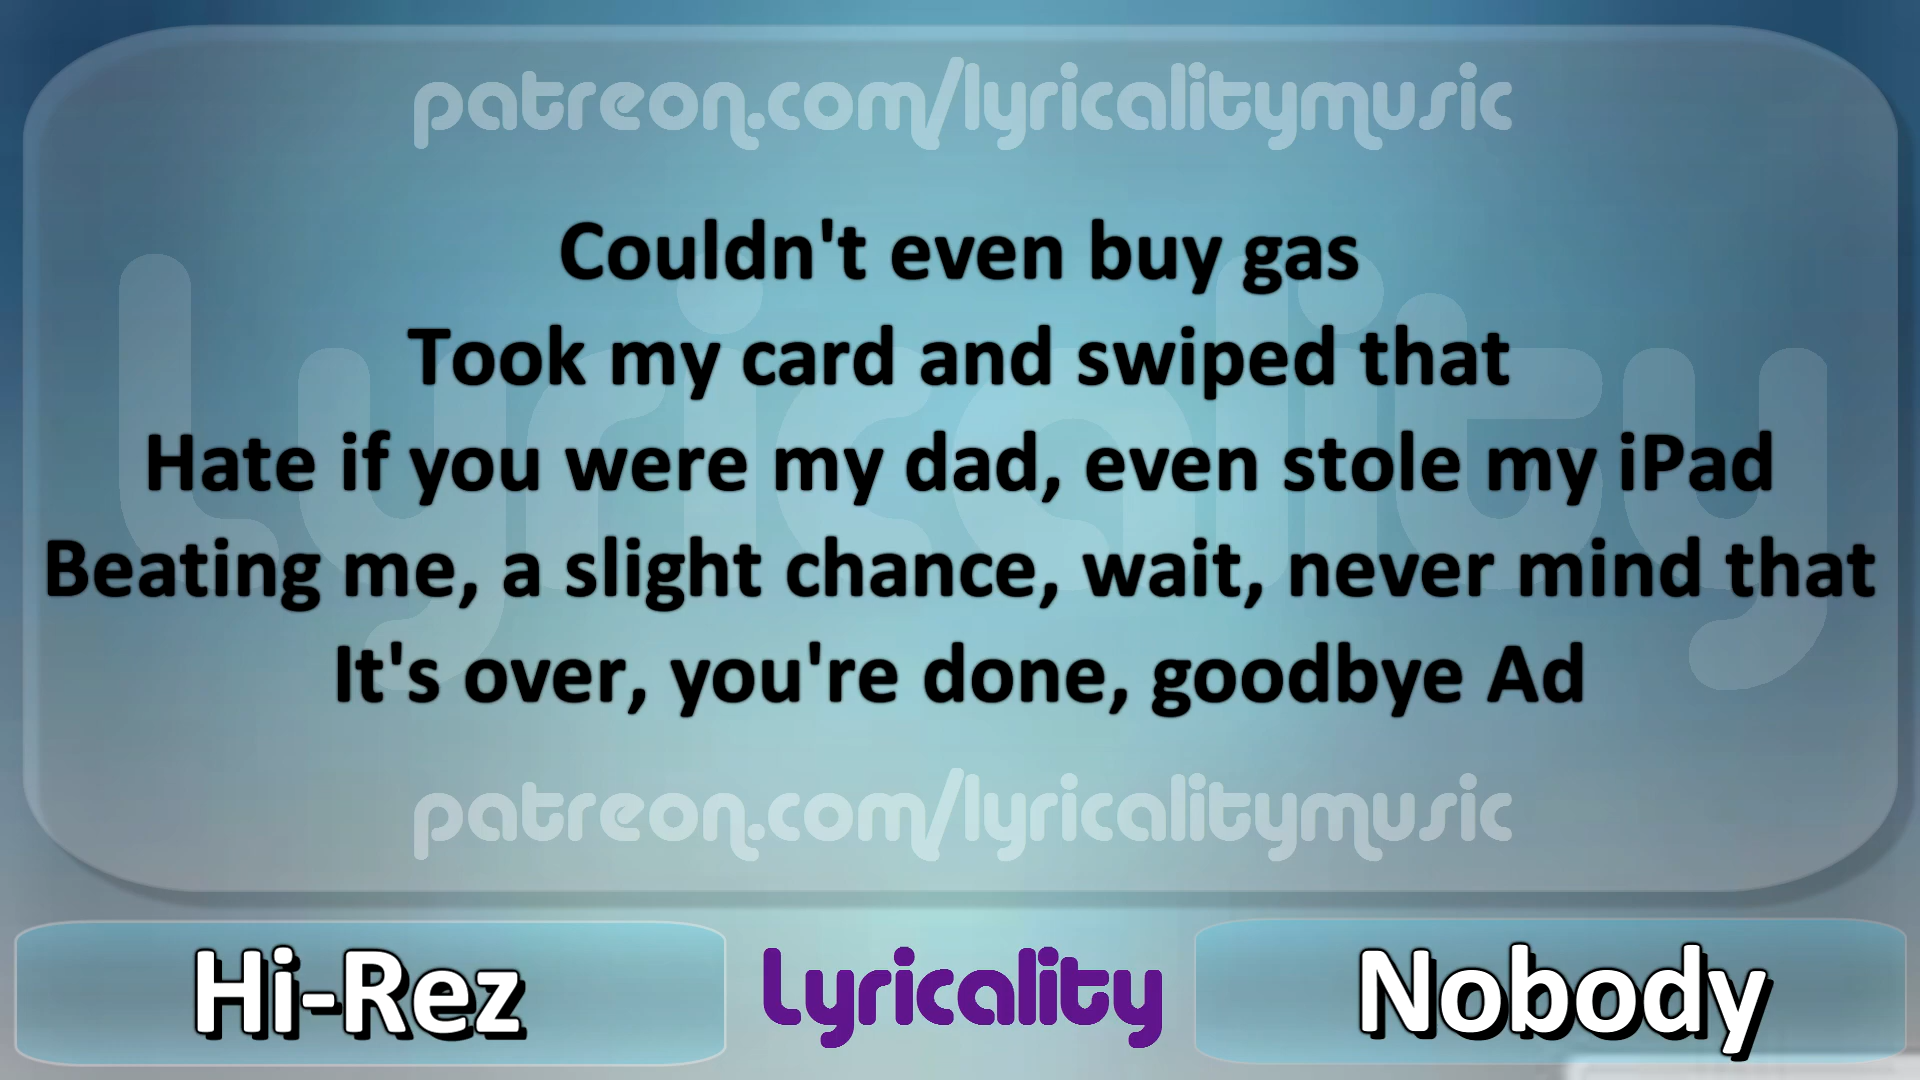 patreon.com/lyricalitymusic
Couldn't even buy gas
Took my card and swiped that
Hate if you were my dad, even stole my iPad
Beating me, a slight chance, wait, never mind that
It's over, you're done, goodbye Ad
Lyricality
patreon.com/lyricalitymusic
Hi-Rez
Lyricality
Nobody